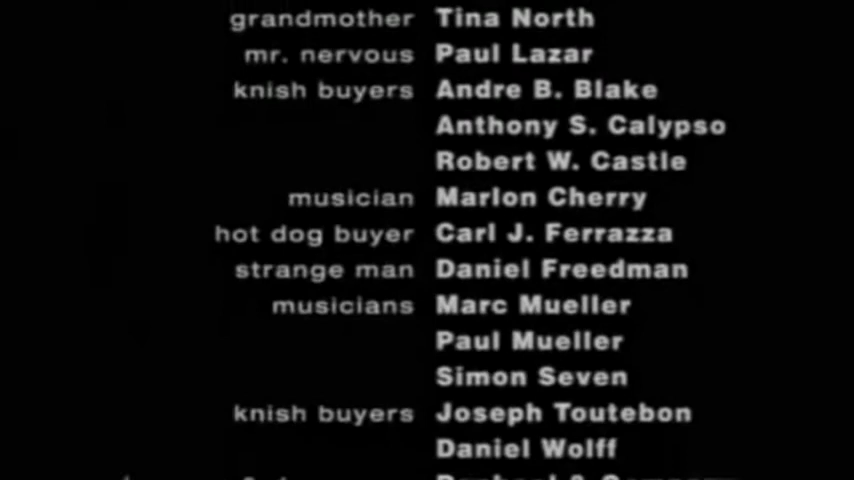 grandmother Tina North
mr. nervous Paul Lazar
knish buyers Andre B. Blake
Anthony S. Calypso
Robert W. Castle
musician Marlon Cherry
hot dog buyer Carl J. Ferrazza
strange man Daniel Freedman
musicians Marc Mueller
Paul Mueller
Simon Seven
knish buyers Joseph Toutebon
Daniel Wolff